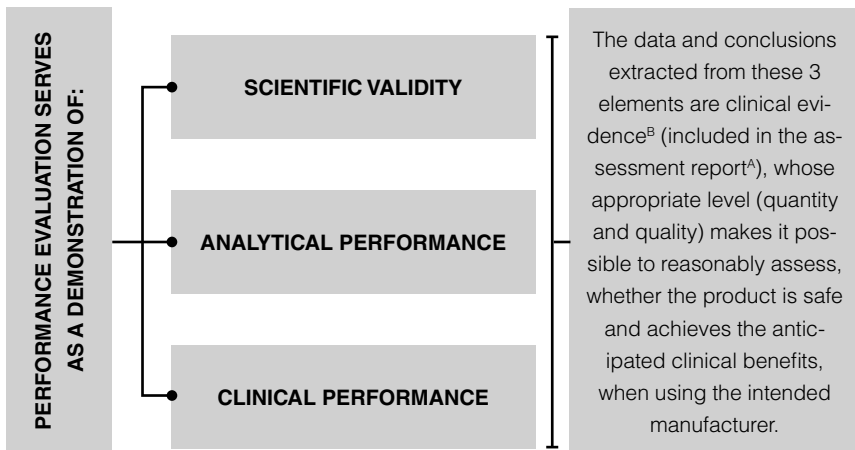 PERFORMANCE EVALUATION SERVES
AS A DEMONSTRATION OF:
SCIENTIFIC VALIDITY
ANALYTICAL PERFORMANCE
CLINICAL PERFORMANCE
The data and conclusions
extracted from these 3
elements are clinical evi-
denceᴮ (included in the as-
sessment reportᴬ), whose
appropriate level (quantity
and quality) makes it pos-
sible to reasonably assess,
whether the product is safe
and achieves the antic-
ipated clinical benefits,
when using the intended
manufacturer.